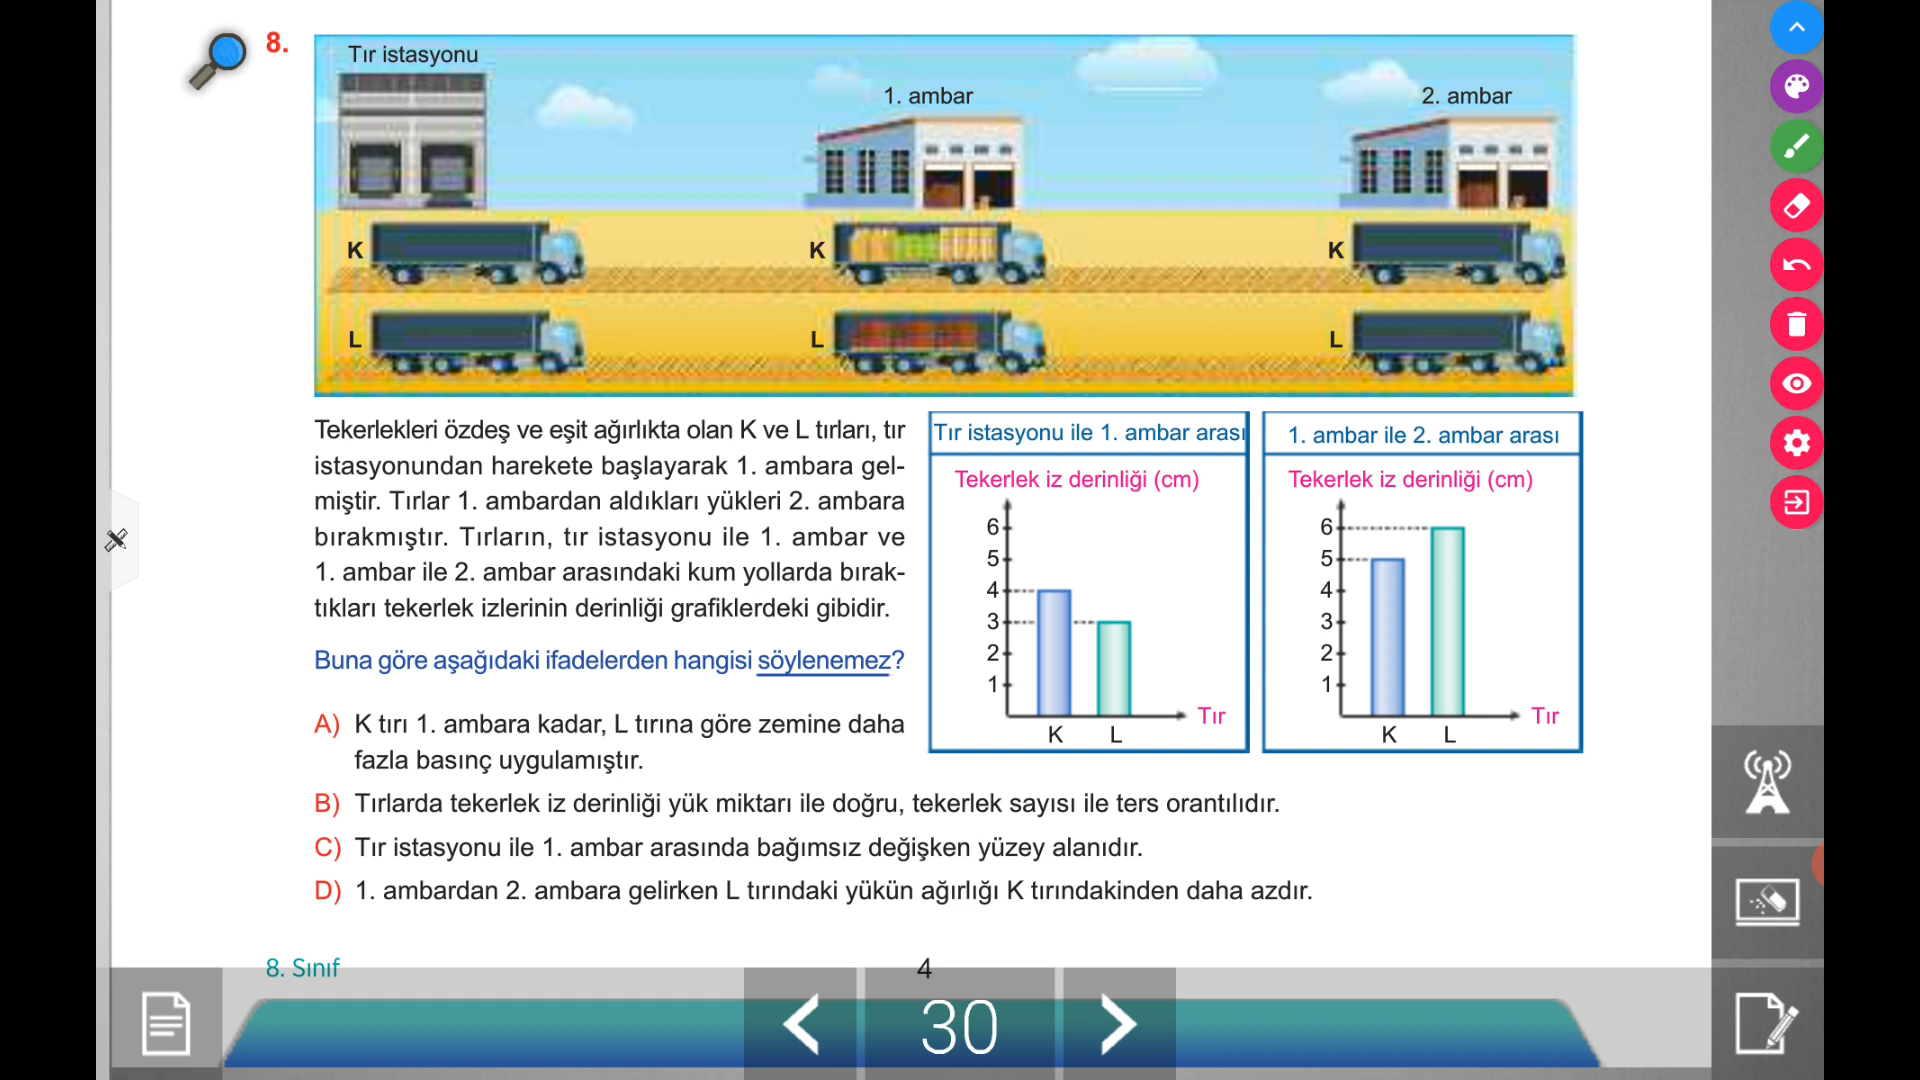 8.
Tır istasyonu
1. ambar
2. ambar
K
K
K
L
L
L
Tekerlekleri özdeş ve eşit ağırlıkta olan K ve L tırları, tır
istasyonundan harekete başlayarak 1. ambara gel-
miştir. Tırlar 1. ambardan aldıkları yükleri 2. ambara
bırakmıştır. Tırların, tır istasyonu ile 1. ambar ve
1. ambar ile 2. ambar arasındaki kum yollarda bırak-
tıkları tekerlek izlerinin derinliği grafiklerdeki gibidir.
Buna göre aşağıdaki ifadelerden hangisi söylenemez?
Tır istasyonu ile 1. ambar arası
Tekerlek iz derinliği (cm)
6
5
4
3
2
1
K
L
Tır
1. ambar ile 2. ambar arası
Tekerlek iz derinliği (cm)
6
5
4
3
2
1
K
L
Tır
A) K tırı 1. ambara kadar, L tırına göre zemine daha
fazla basınç uygulamıştır.
B) Tırlarda tekerlek iz derinliği yük miktarı ile doğru, tekerlek sayısı ile ters orantılıdır.
C) Tır istasyonu ile 1. ambar arasında bağımsız değişken yüzey alanıdır.
D) 1. ambardan 2. ambara gelirken L tırındaki yükün ağırlığı K tırındakinden daha azdır.
8. Sınıf
4
30